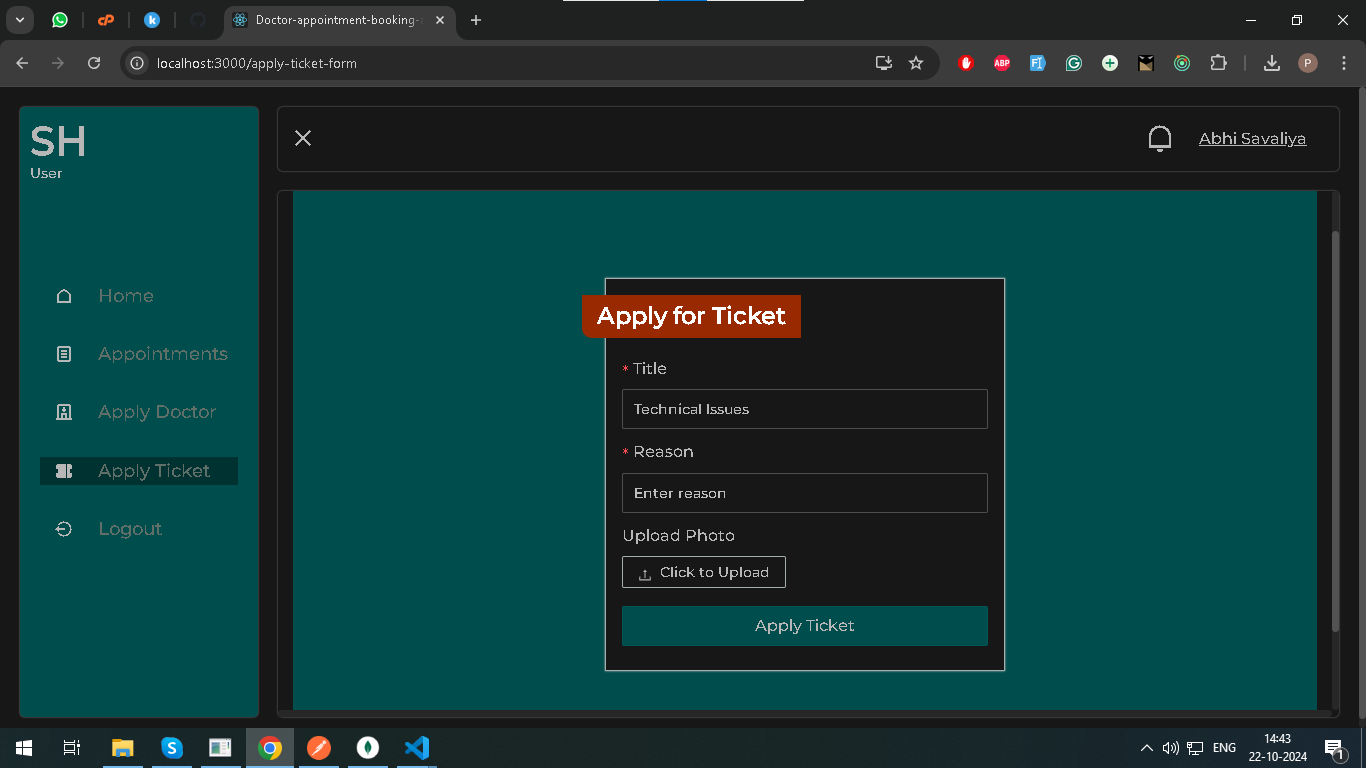 Doctor-appointment-booking-
localhost:3000/apply-ticket-form
ABP
P
SH
User
Home
Appointments
Apply Doctor
Apply Ticket
Logout
Abhi Savaliya
Apply for Ticket
* Title
Technical Issues
* Reason
Enter reason
Upload Photo
Click to Upload
Apply Ticket
ENG
14:43
22-10-2024
1